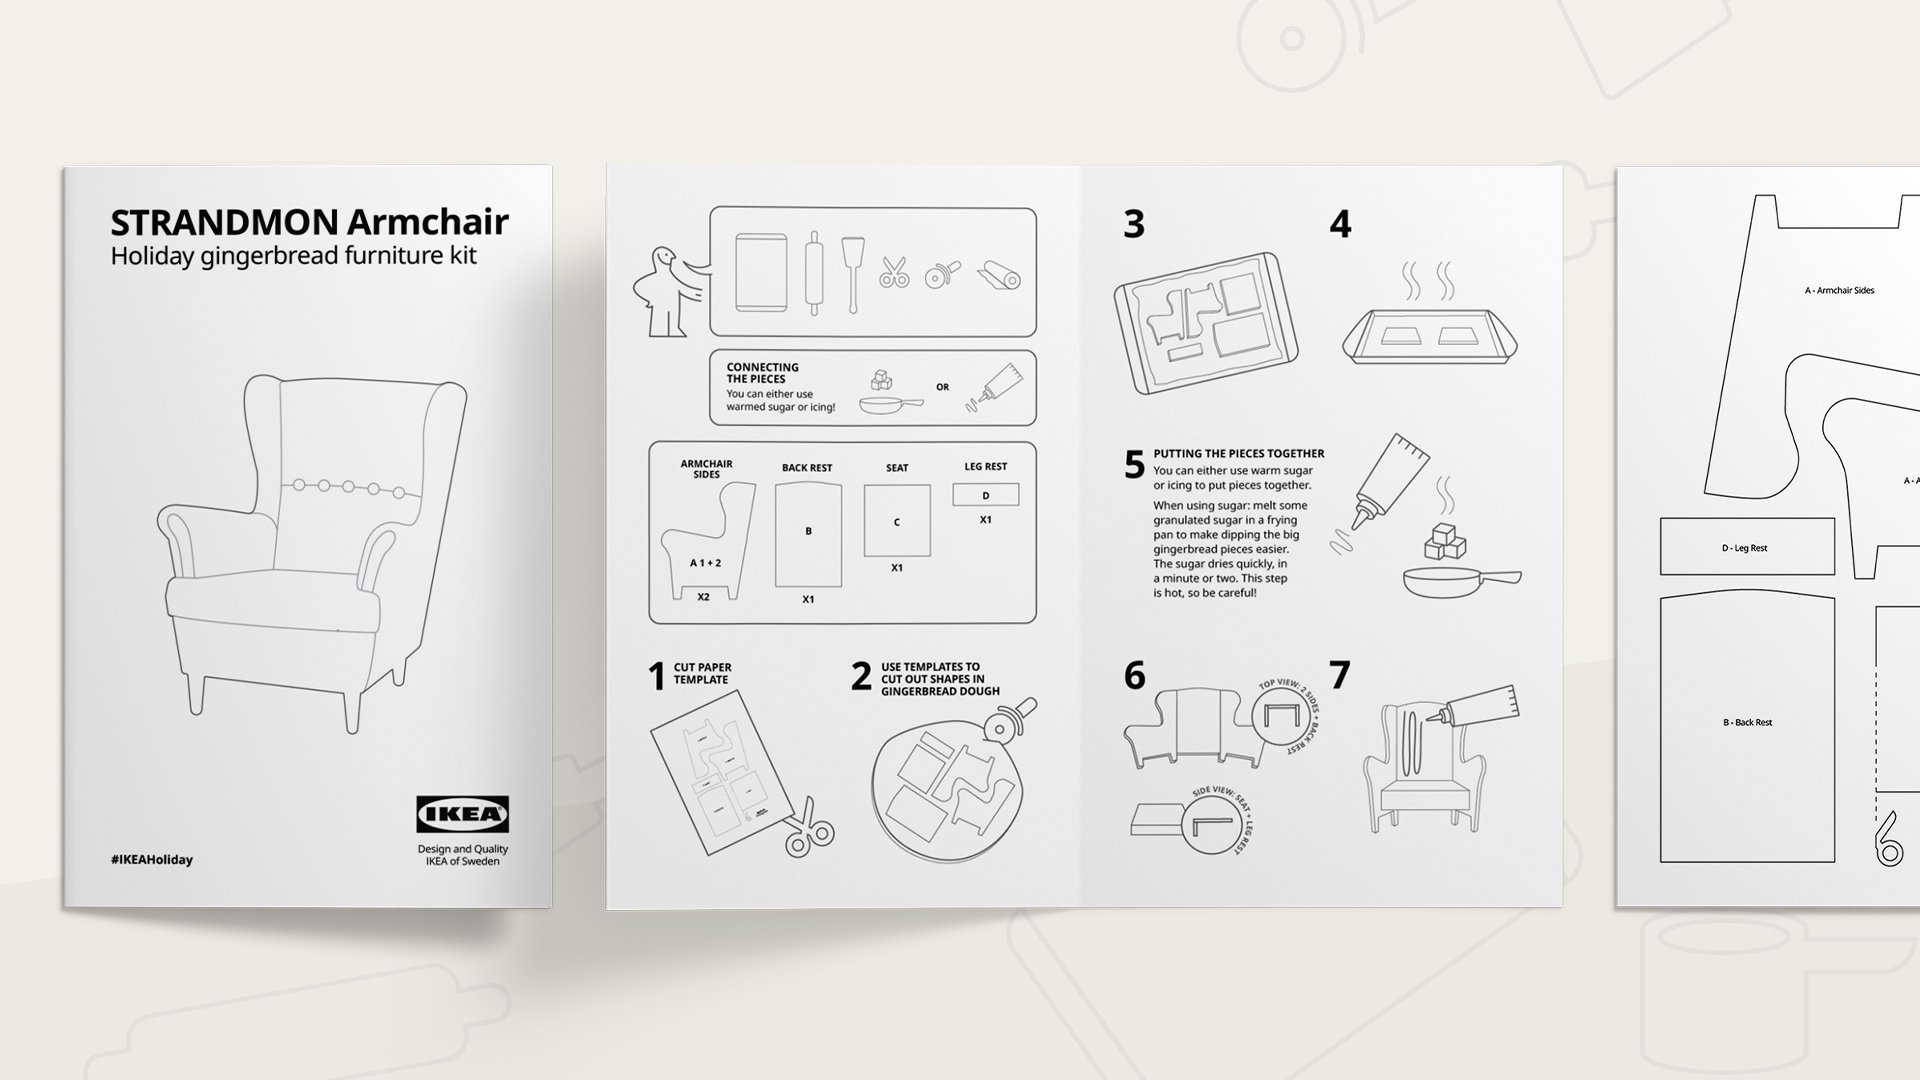 STRANDMON Armchair
Holiday gingerbread furniture kit
#IKEAHoliday
IKEA
Design and Quality
IKEA of Sweden
CONNECTING
THE PIECES
You can either use
warmed sugar or icing!
OR
ARMCHAIR
SIDES
A 1 + 2
X2
BACK REST
B
X1
SEAT
C
X1
LEG REST
D
X1
1 CUT PAPER
TEMPLATE
2 USE TEMPLATES TO
CUT OUT SHAPES IN
GINGERBREAD DOUGH
3
4
5 PUTTING THE PIECES TOGETHER
You can either use warm sugar
or icing to put pieces together.
When using sugar: melt some
granulated sugar in a frying
pan to make dipping the big
gingerbread pieces easier.
The sugar dries quickly, in
a minute or two. This step
is hot, so be careful!
6
TOP VIEW: 2 SIDES + BACK REST
SIDE VIEW: SEAT + LEG REST
7
A - Armchair Sides
A - A
D - Leg Rest
B - Back Rest